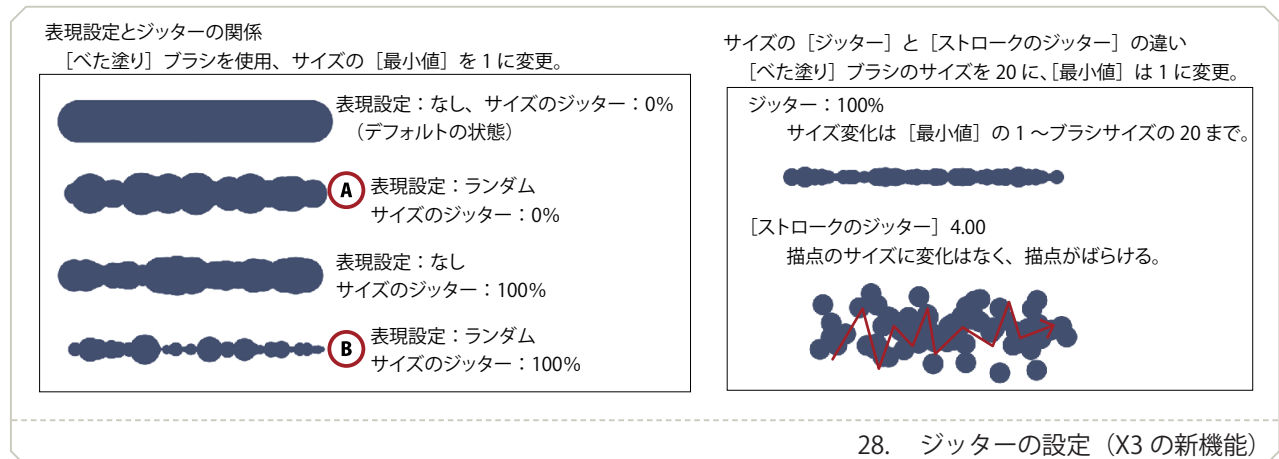 表現設定とジッターの関係
［べた塗り］ブラシを使用、サイズの［最小値］を 1 に変更。
表現設定：なし、サイズのジッター：0%
（デフォルトの状態）
A 表現設定：ランダム
サイズのジッター：0%
表現設定：なし
サイズのジッター：100%
B 表現設定：ランダム
サイズのジッター：100%
サイズの［ジッター］と［ストロークのジッター］の違い
［べた塗り］ブラシのサイズを 20 に、［最小値］は 1 に変更。
ジッター：100%
サイズ変化は［最小値］の 1 ～ブラシサイズの 20 まで。
［ストロークのジッター］4.00
描点のサイズに変化はなく、描点がばらける。
28. ジッターの設定（X3 の新機能）